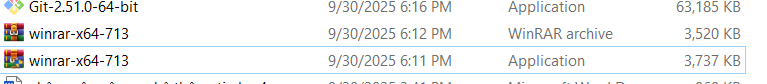 Git-2.51.0-64-bit 9/30/2025 6:16 PM Application 63,185 KB
winrar-x64-713 9/30/2025 6:12 PM WinRAR archive 3,520 KB
winrar-x64-713 9/30/2025 6:11 PM Application 3,737 KB